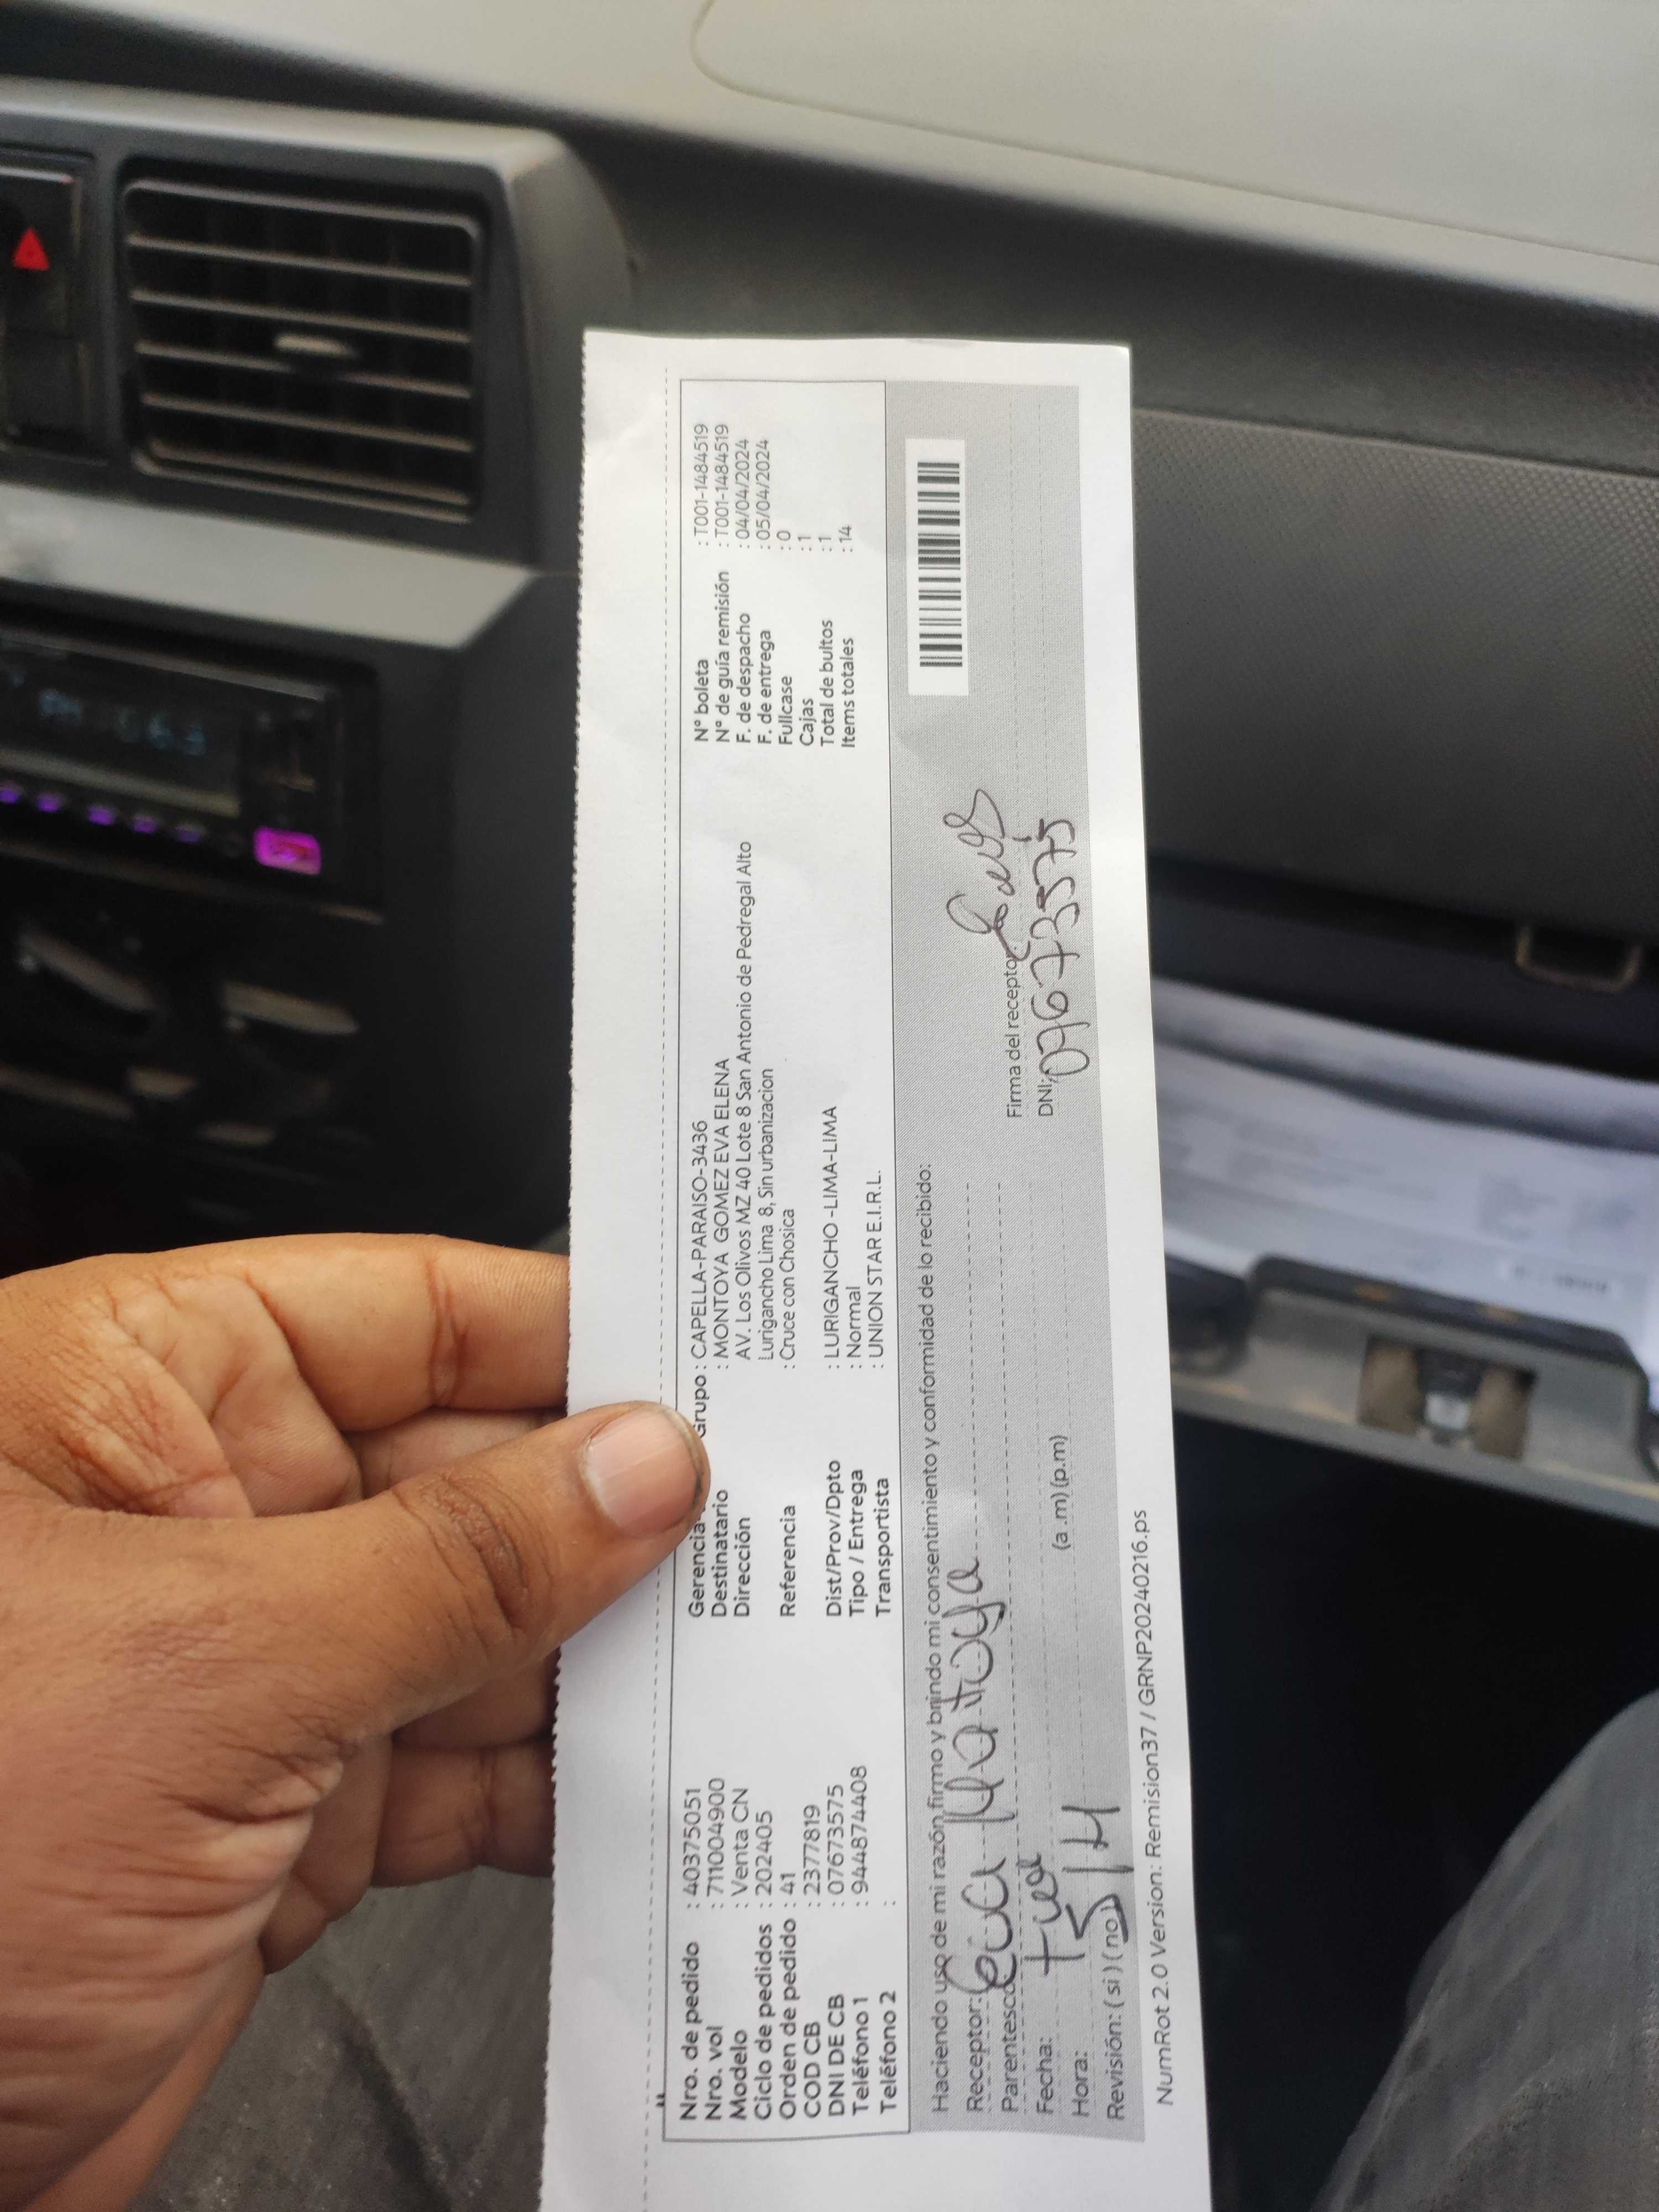 Nro. de pedido : 40375051
Nro. vol : 711004900
Modelo : Venta CN
Ciclo de pedidos : 202405
Orden de pedido : 41
COD CB : 2377819
DNI DE CB : 07673575
Teléfono 1 : 944874408
Teléfono 2 :
Gerencia Grupo : CAPELLA-PARAISO-3436
Destinatario : MONTOYA GOMEZ EVA ELENA
Dirección AV. Los Olivos MZ 40 Lote 8 San Antonio de Pedregal Alto
Lurigancho Lima 8, Sin urbanizacion
Referencia : Cruce con Chosica
Dist/Prov/Dpto : LURIGANCHO -LIMA-LIMA
Tipo / Entrega : Normal
Transportista : UNION STAR E.I.R.L.
N° boleta : T001-1484519
N° de guía remisión : T001-1484519
F. de despacho : 04/04/2024
F. de entrega : 05/04/2024
Fullcase : 0
Cajas : 1
Total de bultos : 1
Items totales : 14
Haciendo uso de mi razón firmo y brindo mi consentimiento y conformidad de lo recibido:
Receptor: Eva Montoya
Parentesco
Fecha:
Hora: (a .m) (p.m)
Revisión: ( si ) ( no )
Firma del receptor
DNI: 07673575
NumRot 2.0 Version: Remision37 / GRNP20240216.ps